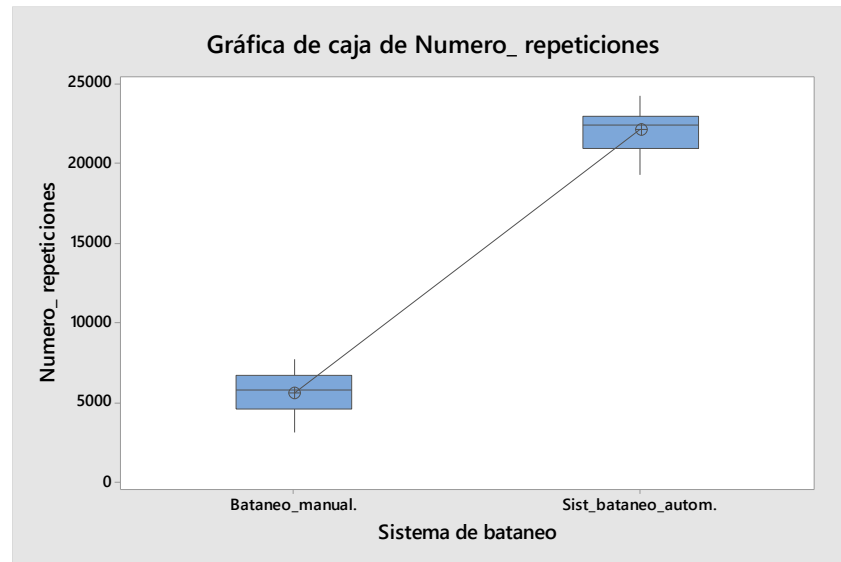 Gráfica de caja de Numero_ repeticiones
25000
20000
15000
10000
5000
0
Numero_ repeticiones
Bataneo_manual.
Sist_bataneo_autom.
Sistema de bataneo